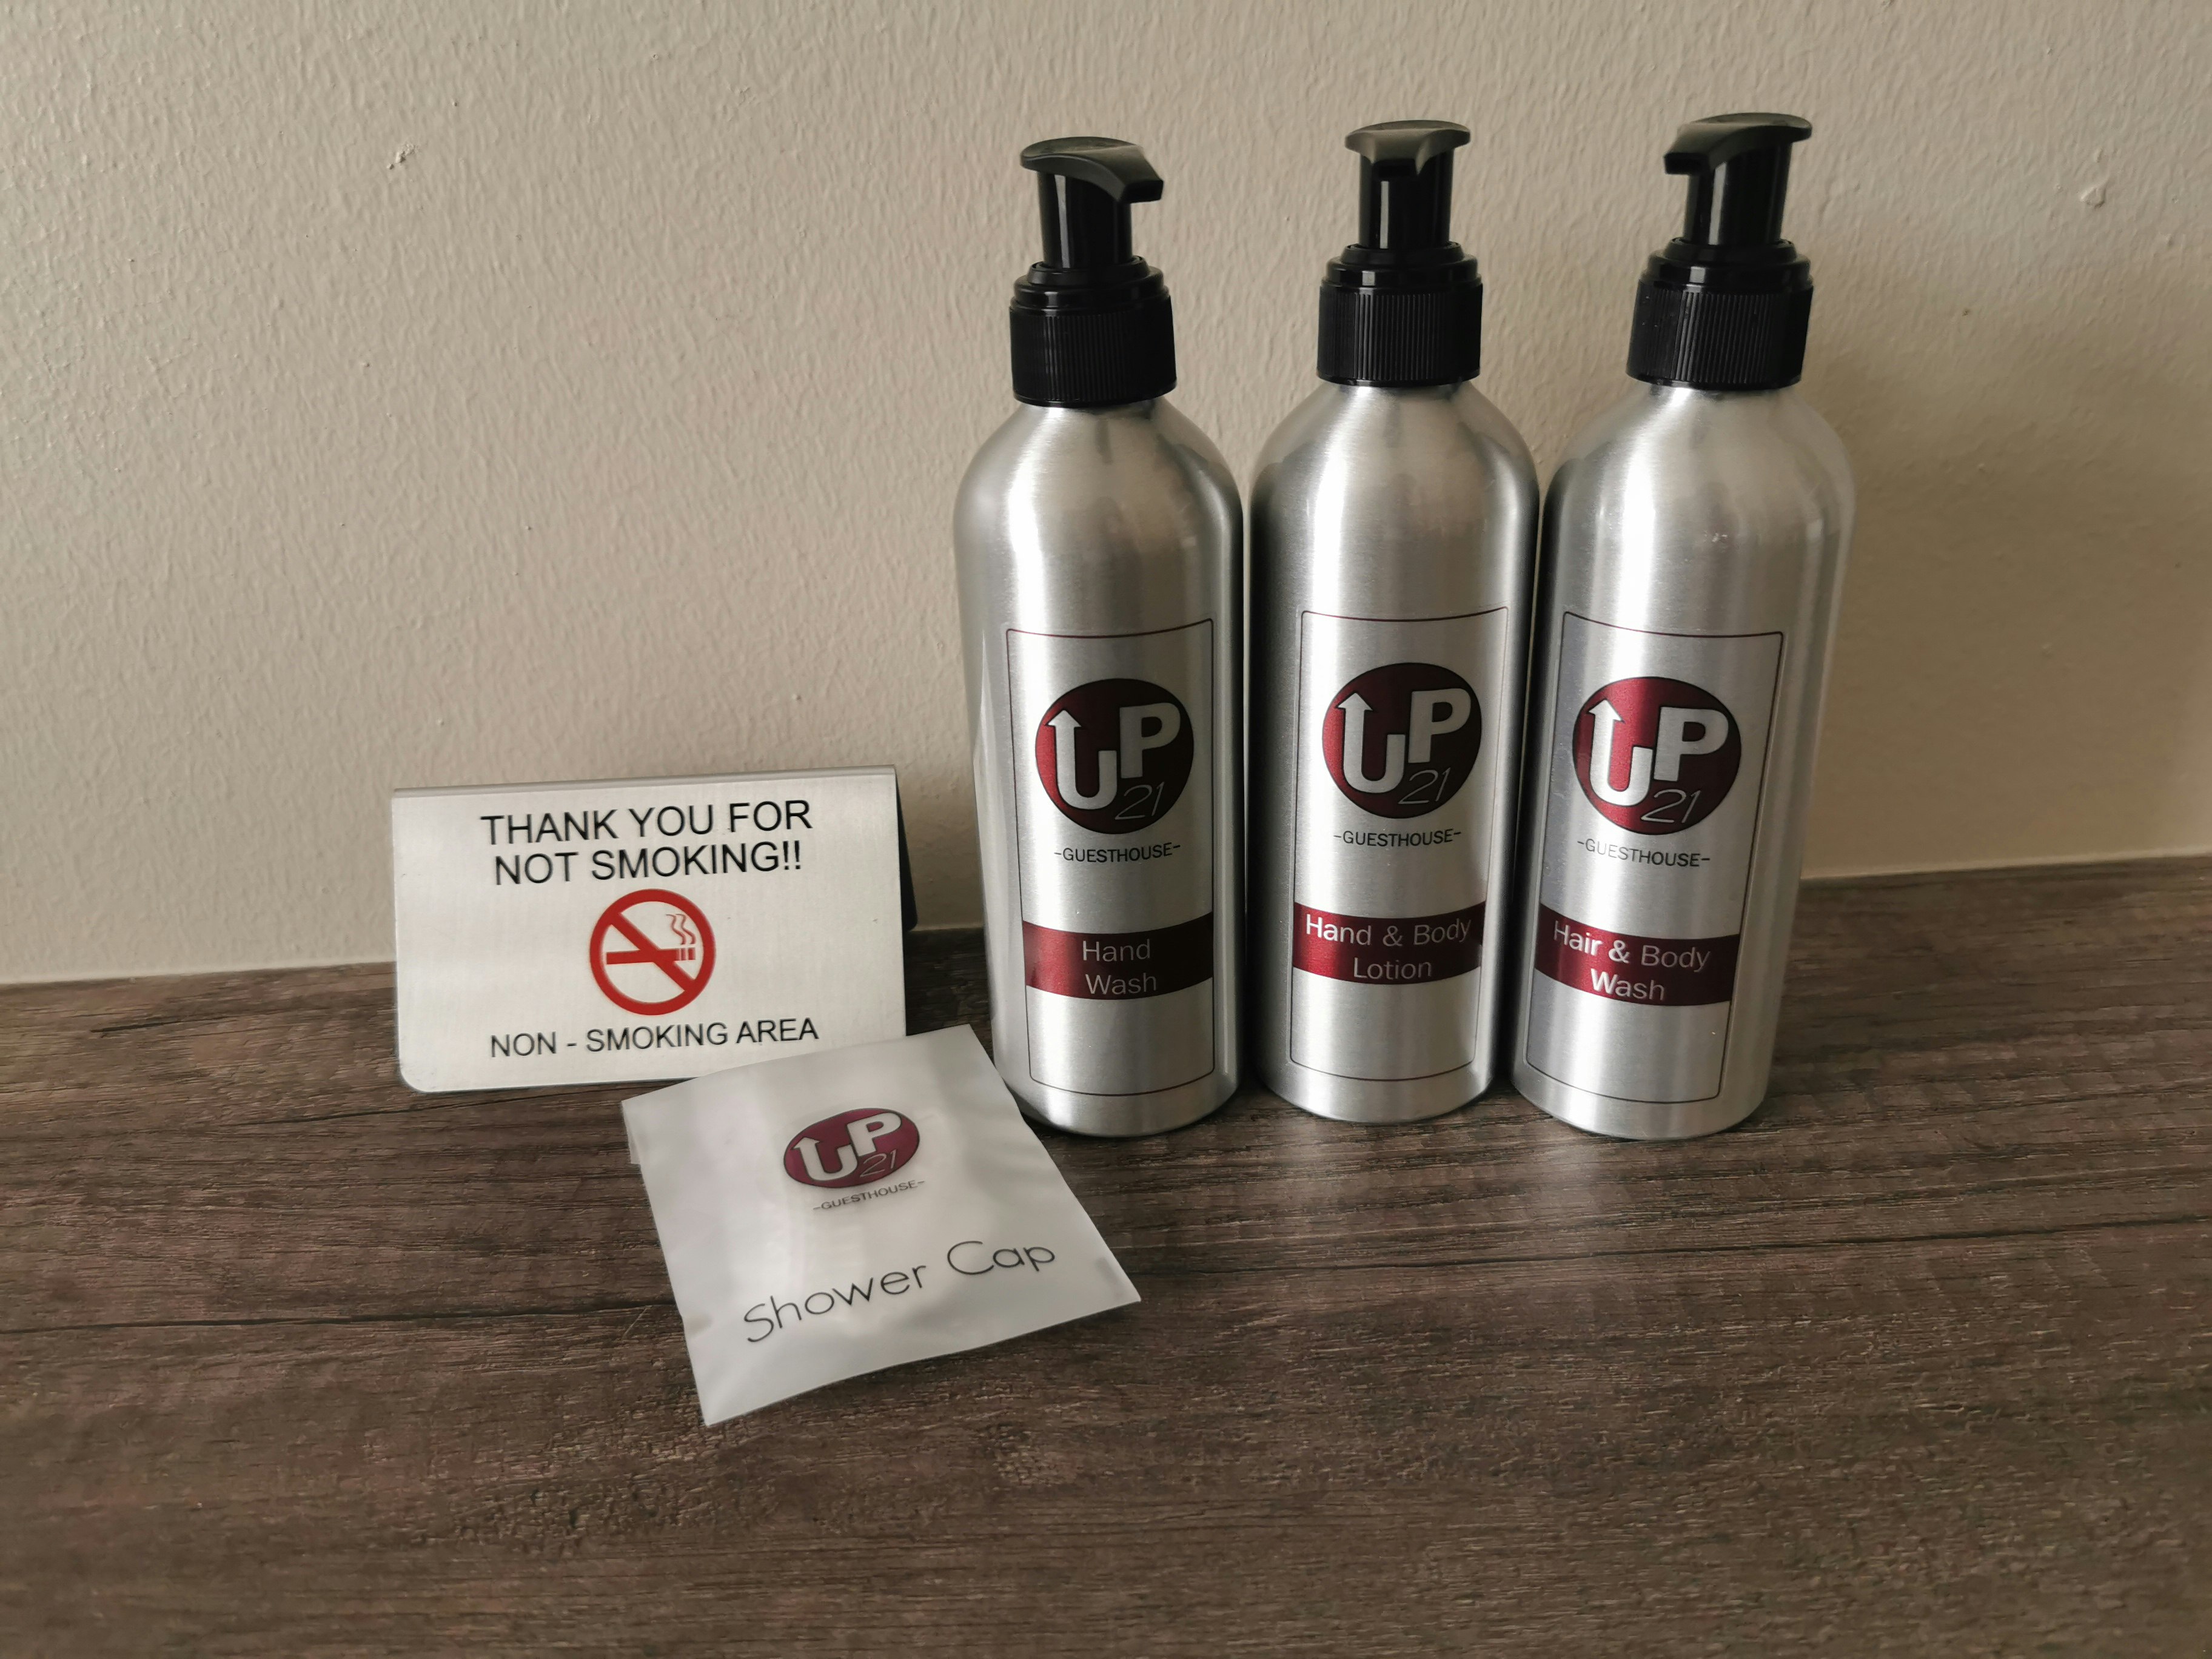 THANK YOU FOR
NOT SMOKING!!
NON - SMOKING AREA
UP
21
-GUESTHOUSE-
Shower Cap
UP
21
-GUESTHOUSE-
Hand
Wash
UP
21
-GUESTHOUSE-
Hand & Body
Lotion
UP
21
-GUESTHOUSE-
Hair & Body
Wash